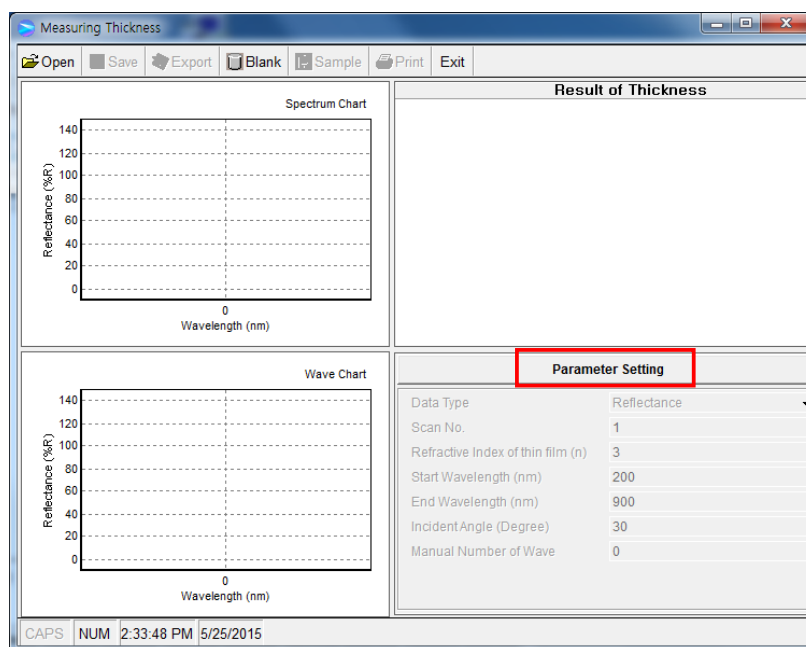 Measuring Thickness
Open Save Export Blank Sample Print Exit
Spectrum Chart
140
120
100
80
60
40
20
0
Reflectance (%R)
0
Wavelength (nm)
Result of Thickness
Wave Chart
140
120
100
80
60
40
20
0
Reflectance (%R)
0
Wavelength (nm)
Parameter Setting
Data Type Reflectance
Scan No. 1
Refractive Index of thin film (n) 3
Start Wavelength (nm) 200
End Wavelength (nm) 900
Incident Angle (Degree) 30
Manual Number of Wave 0
CAPS NUM 2:33:48 PM 5/25/2015